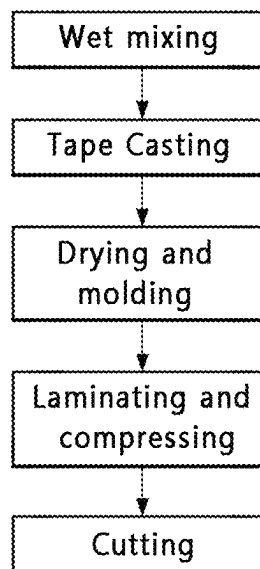 Wet mixing
Tape Casting
Drying and
molding
Laminating and
compressing
Cutting